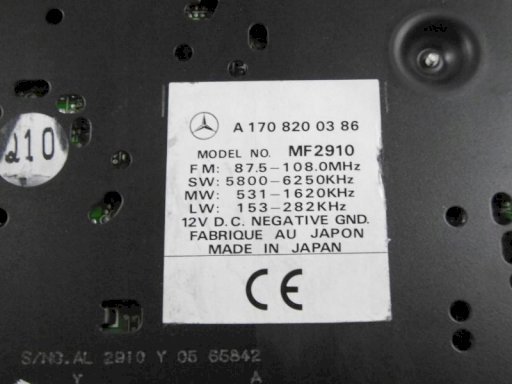 210
A 170 820 03 86
MODEL NO. MF2910
FM: 87.5-108.0MHz
SW: 5800-6250KHz
MW: 531-1620KHz
LW: 153-282KHz
12V D.C. NEGATIVE GND.
FABRIQUE AU JAPON
MADE IN JAPAN
CE
S/NO.AL 2910 Y 05 65842
Y A